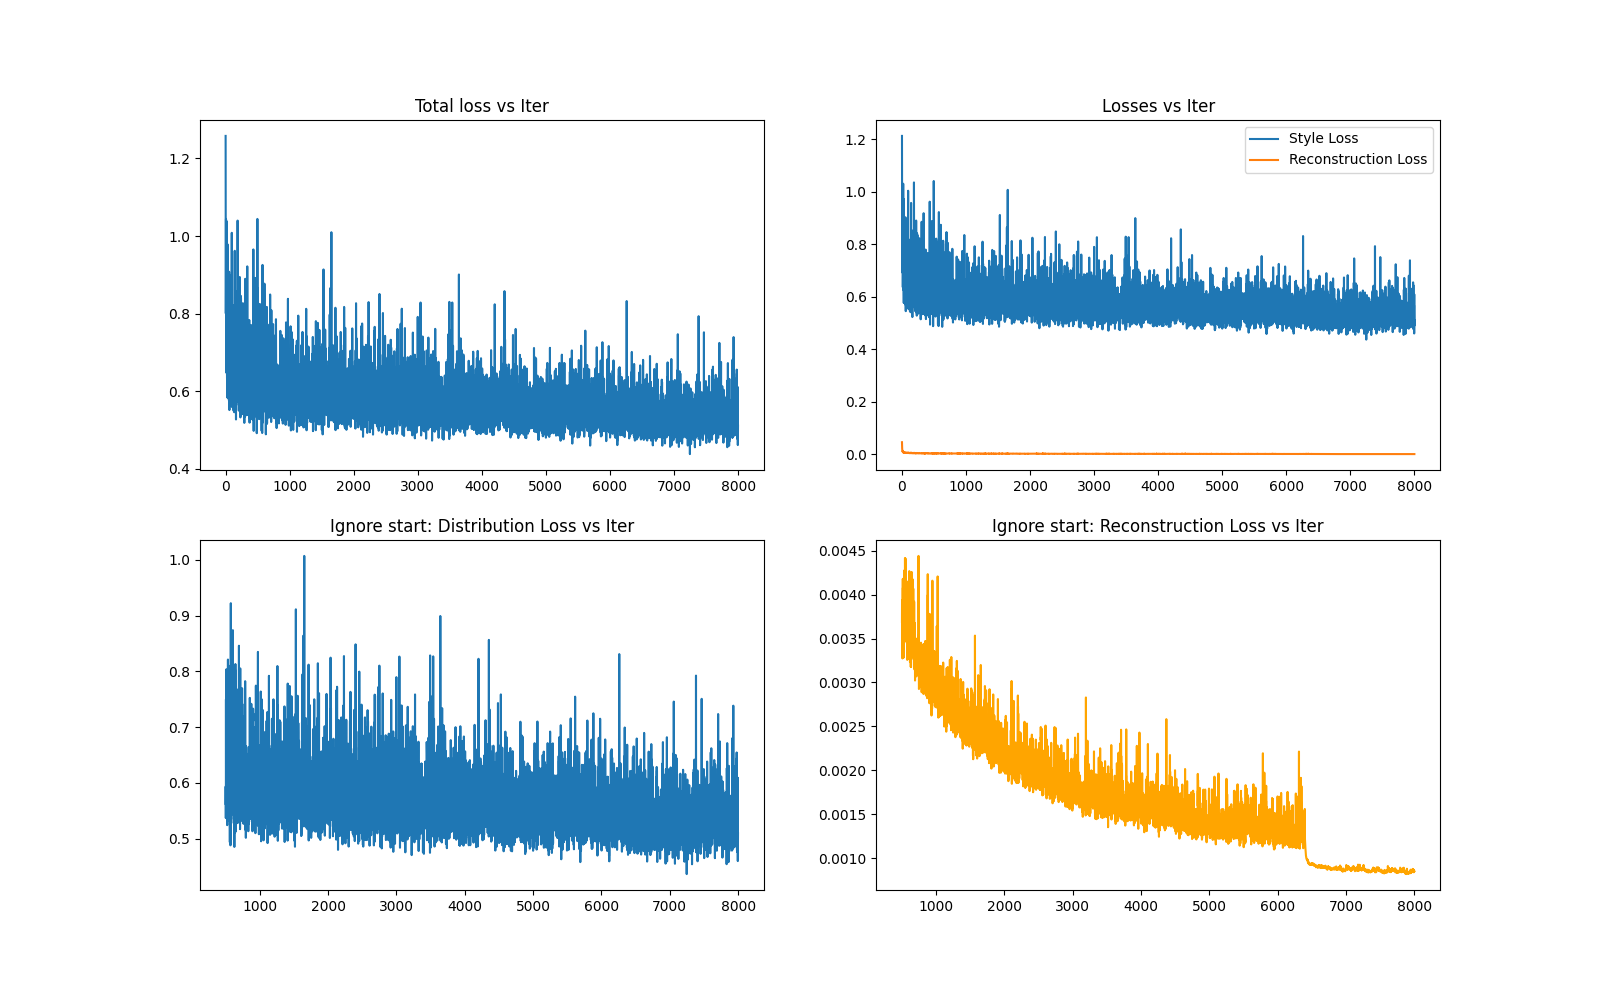 Total loss vs Iter
1.2
1.0
0.8
0.6
0.4
0 1000 2000 3000 4000 5000 6000 7000 8000
Losses vs Iter
Style Loss
Reconstruction Loss
1.2
1.0
0.8
0.6
0.4
0.2
0.0
0 1000 2000 3000 4000 5000 6000 7000 8000
Ignore start: Distribution Loss vs Iter
1.0
0.9
0.8
0.7
0.6
0.5
1000 2000 3000 4000 5000 6000 7000 8000
Ignore start: Reconstruction Loss vs Iter
0.0045
0.0040
0.0035
0.0030
0.0025
0.0020
0.0015
0.0010
1000 2000 3000 4000 5000 6000 7000 8000